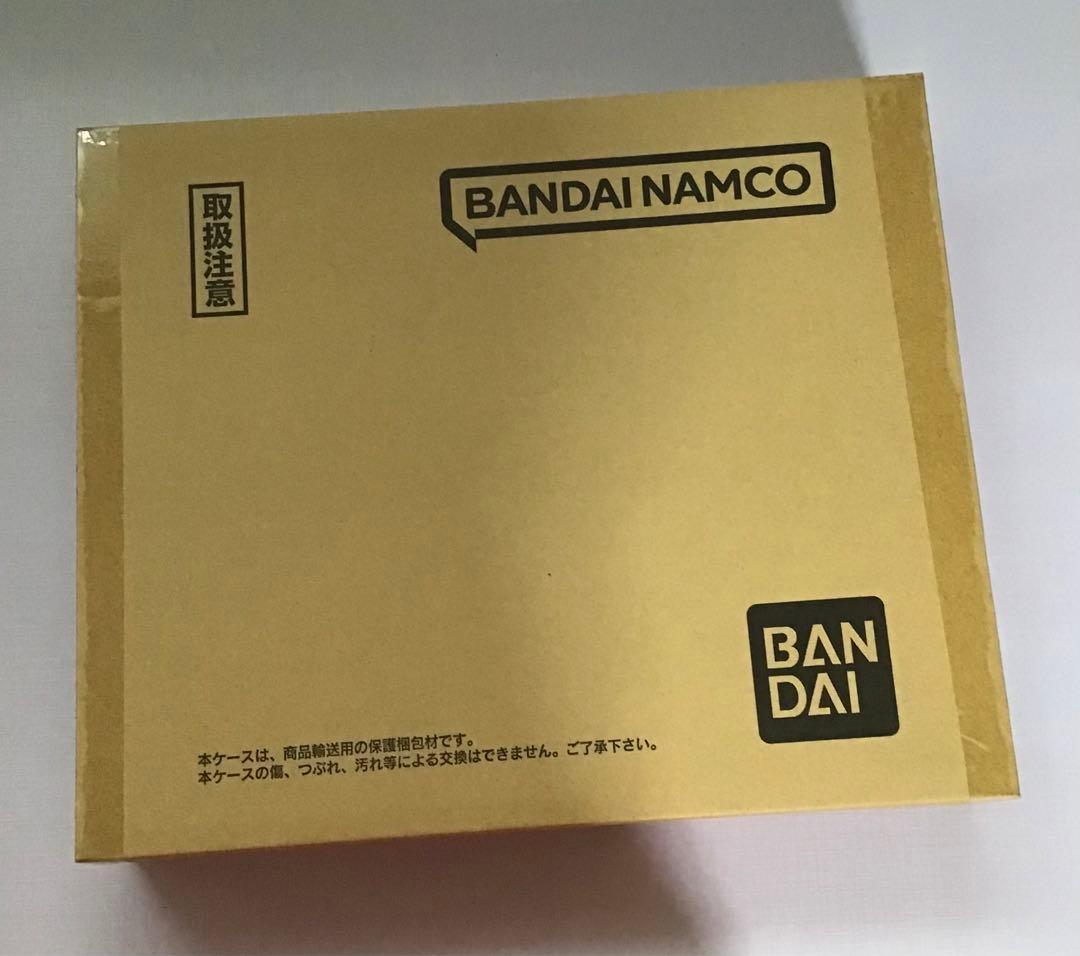 取扱注意
BANDAI NAMCO
BAN
DAI
本ケースは、商品輸送用の保護梱包材です。
本ケースの傷、つぶれ、汚れ等による交換はできません。ご了承下さい。